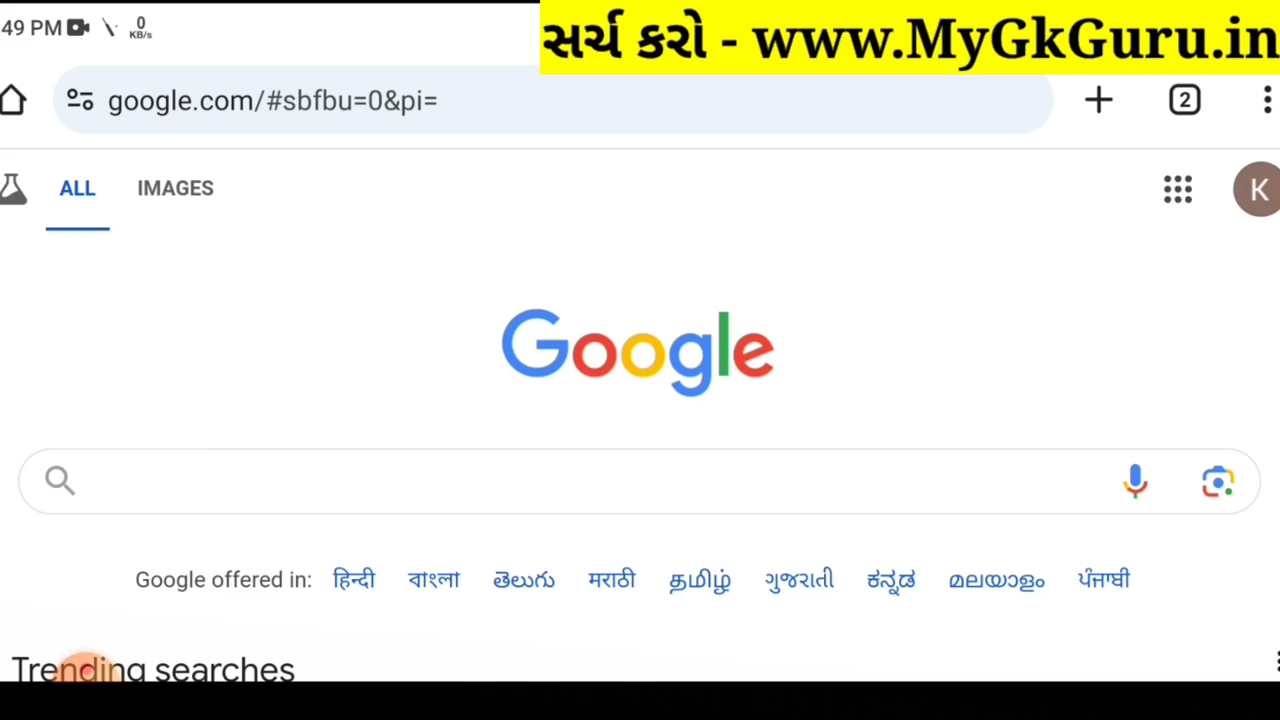 49 PM 0 KB/s
સર્ચ કરો - www.MyGkGuru.in
google.com/#sbfbu=0&pi=
2
ALL IMAGES
K
Google
Google offered in: हिन्दी বাংলা తెలుగు मराठी தமிழ் ગુજરાતી ಕನ್ನಡ മലയാളം ਪੰਜਾਬੀ
Trending searches